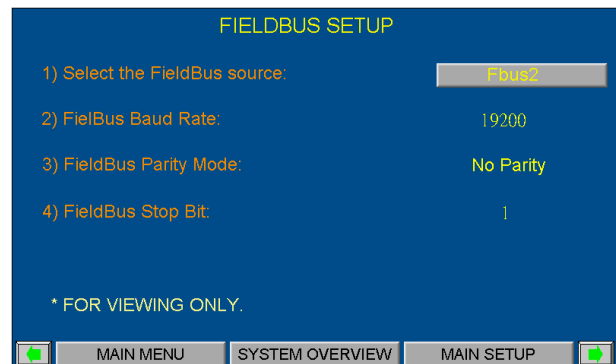 FIELDBUS SETUP
1) Select the FieldBus source: Fbus2
2) FielBus Baud Rate: 19200
3) FieldBus Parity Mode: No Parity
4) FieldBus Stop Bit: 1
* FOR VIEWING ONLY.
MAIN MENU SYSTEM OVERVIEW MAIN SETUP